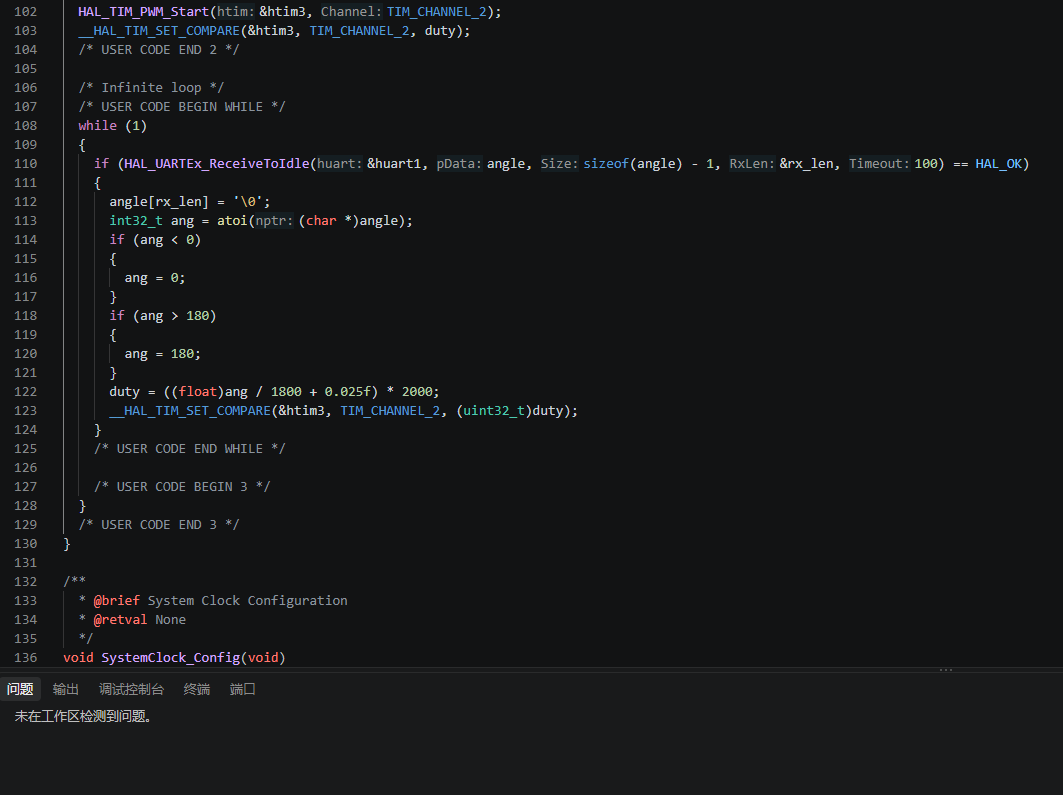 102 HAL_TIM_PWM_Start(htim: &htim3, Channel: TIM_CHANNEL_2);
103 __HAL_TIM_SET_COMPARE(&htim3, TIM_CHANNEL_2, duty);
104 /* USER CODE END 2 */
105
106 /* Infinite loop */
107 /* USER CODE BEGIN WHILE */
108 while (1)
109 {
110 if (HAL_UARTEx_ReceiveToIdle(huart: &huart1, pData: angle, Size: sizeof(angle) - 1, RxLen: &rx_len, Timeout: 100) == HAL_OK)
111 {
112 angle[rx_len] = '\0';
113 int32_t ang = atoi(nptr: (char *)angle);
114 if (ang < 0)
115 {
116 ang = 0;
117 }
118 if (ang > 180)
119 {
120 ang = 180;
121 }
122 duty = ((float)ang / 1800 + 0.025f) * 2000;
123 __HAL_TIM_SET_COMPARE(&htim3, TIM_CHANNEL_2, (uint32_t)duty);
124 }
125 /* USER CODE END WHILE */
126
127 /* USER CODE BEGIN 3 */
128 }
129 /* USER CODE END 3 */
130 }
131
132 /**
133 * @brief System Clock Configuration
134 * @retval None
135 */
136 void SystemClock_Config(void)
问题 输出 调试控制台 终端 端口
未在工作区检测到问题。